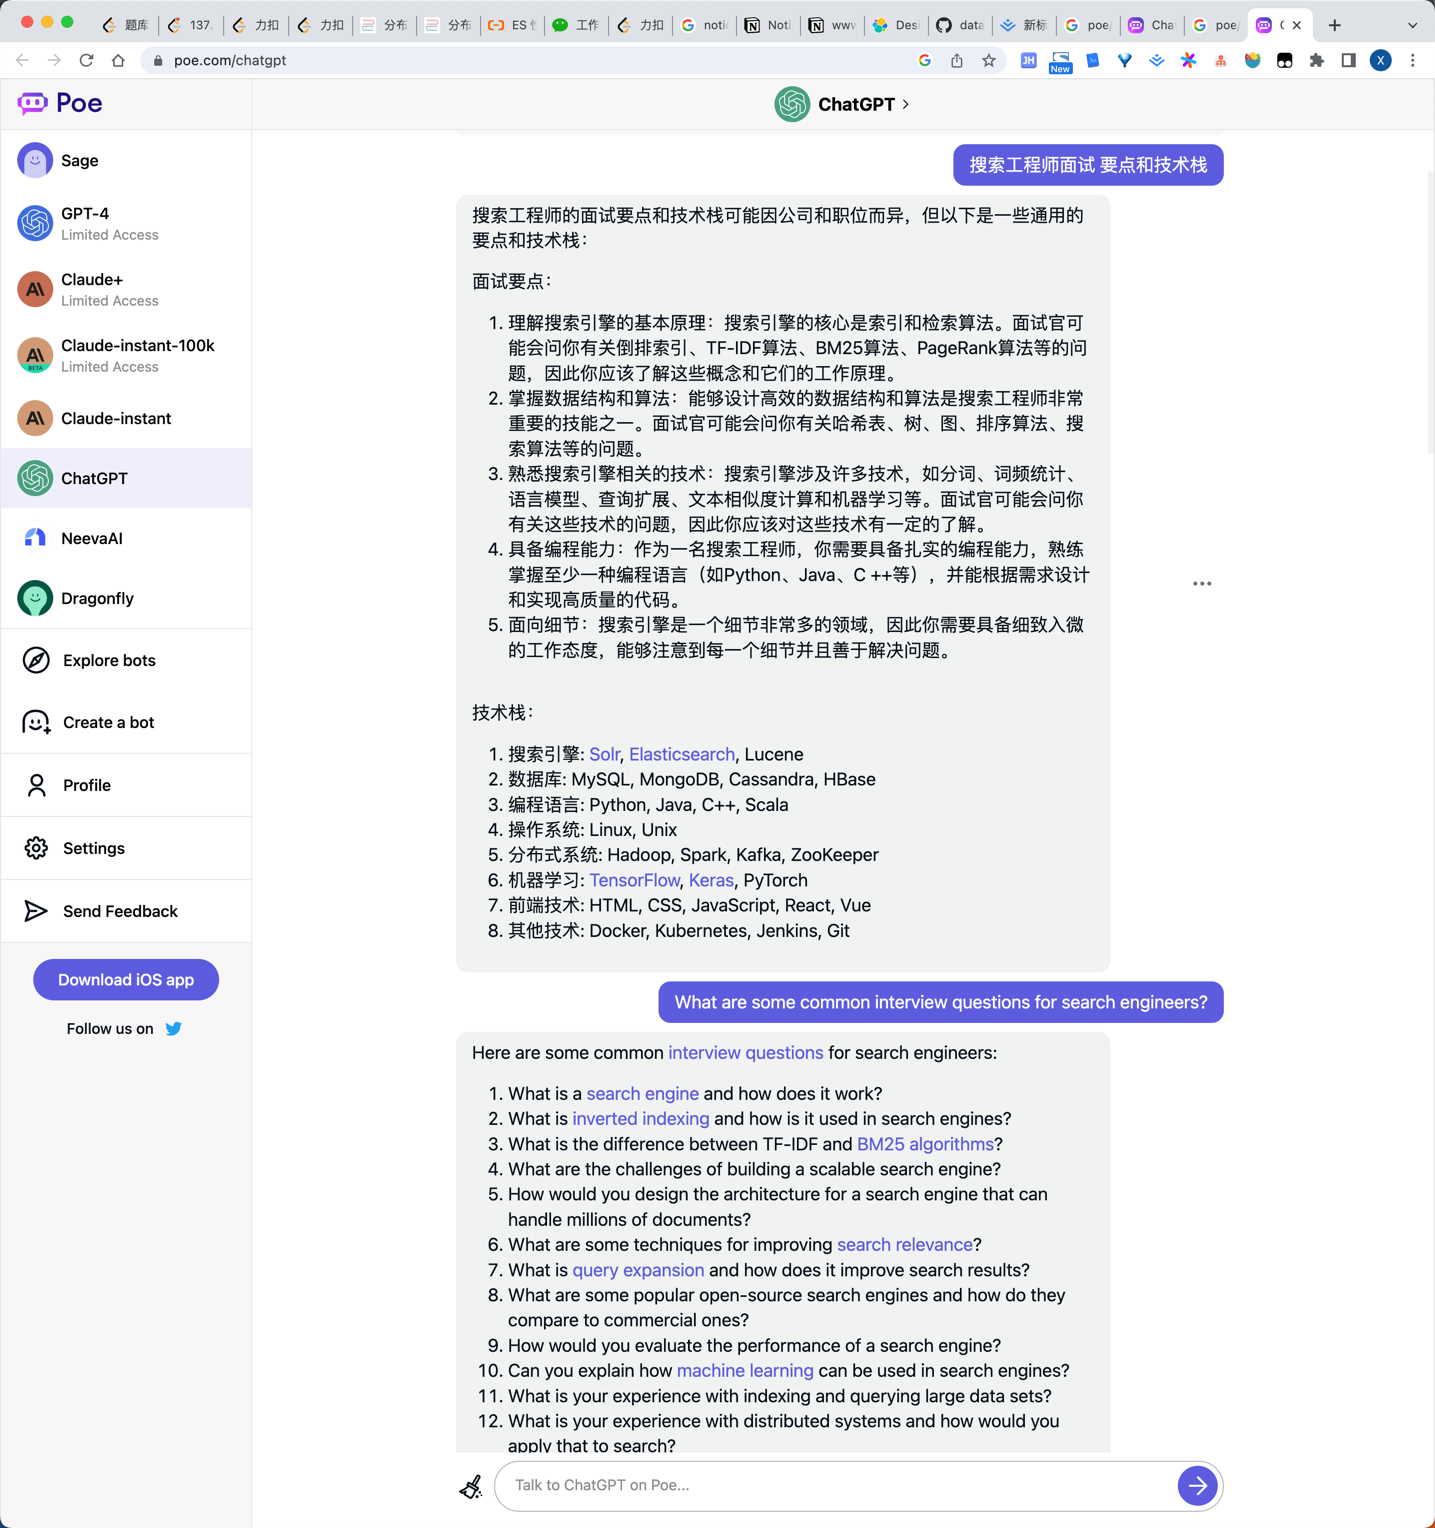 题库
137.
力扣
力扣
分布
分布
ES
工作
力扣
notic
Noti
www
Desi
data
新标
poe/
Cha
poe/
poe.com/chatgpt
JH
New
X
Poe
ChatGPT
Sage
GPT-4
Limited Access
Claude+
Limited Access
Claude-instant-100k
Limited Access
BETA
Claude-instant
ChatGPT
NeevaAI
Dragonfly
Explore bots
Create a bot
Profile
Settings
Send Feedback
Download iOS app
Follow us on
搜索工程师面试 要点和技术栈
搜索工程师的面试要点和技术栈可能因公司和职位而异，但以下是一些通用的
要点和技术栈：
面试要点：
1. 理解搜索引擎的基本原理：搜索引擎的核心是索引和检索算法。面试官可
能会问你有关倒排索引、TF-IDF算法、BM25算法、PageRank算法等的问
题，因此你应该了解这些概念和它们的工作原理。
2. 掌握数据结构和算法：能够设计高效的数据结构和算法是搜索工程师非常
重要的技能之一。面试官可能会问你有关哈希表、树、图、排序算法、搜
索算法等的问题。
3. 熟悉搜索引擎相关的技术：搜索引擎涉及许多技术，如分词、词频统计、
语言模型、查询扩展、文本相似度计算和机器学习等。面试官可能会问你
有关这些技术的问题，因此你应该对这些技术有一定的了解。
4. 具备编程能力：作为一名搜索工程师，你需要具备扎实的编程能力，熟练
掌握至少一种编程语言（如Python、Java、C ++等），并能根据需求设计
和实现高质量的代码。
5. 面向细节：搜索引擎是一个细节非常多的领域，因此你需要具备细致入微
的工作态度，能够注意到每一个细节并且善于解决问题。
技术栈：
1. 搜索引擎: Solr, Elasticsearch, Lucene
2. 数据库: MySQL, MongoDB, Cassandra, HBase
3. 编程语言: Python, Java, C++, Scala
4. 操作系统: Linux, Unix
5. 分布式系统: Hadoop, Spark, Kafka, ZooKeeper
6. 机器学习: TensorFlow, Keras, PyTorch
7. 前端技术: HTML, CSS, JavaScript, React, Vue
8. 其他技术: Docker, Kubernetes, Jenkins, Git
What are some common interview questions for search engineers?
Here are some common interview questions for search engineers:
1. What is a search engine and how does it work?
2. What is inverted indexing and how is it used in search engines?
3. What is the difference between TF-IDF and BM25 algorithms?
4. What are the challenges of building a scalable search engine?
5. How would you design the architecture for a search engine that can
handle millions of documents?
6. What are some techniques for improving search relevance?
7. What is query expansion and how does it improve search results?
8. What are some popular open-source search engines and how do they
compare to commercial ones?
9. How would you evaluate the performance of a search engine?
10. Can you explain how machine learning can be used in search engines?
11. What is your experience with indexing and querying large data sets?
12. What is your experience with distributed systems and how would you
apply that to search?
Talk to ChatGPT on Poe...